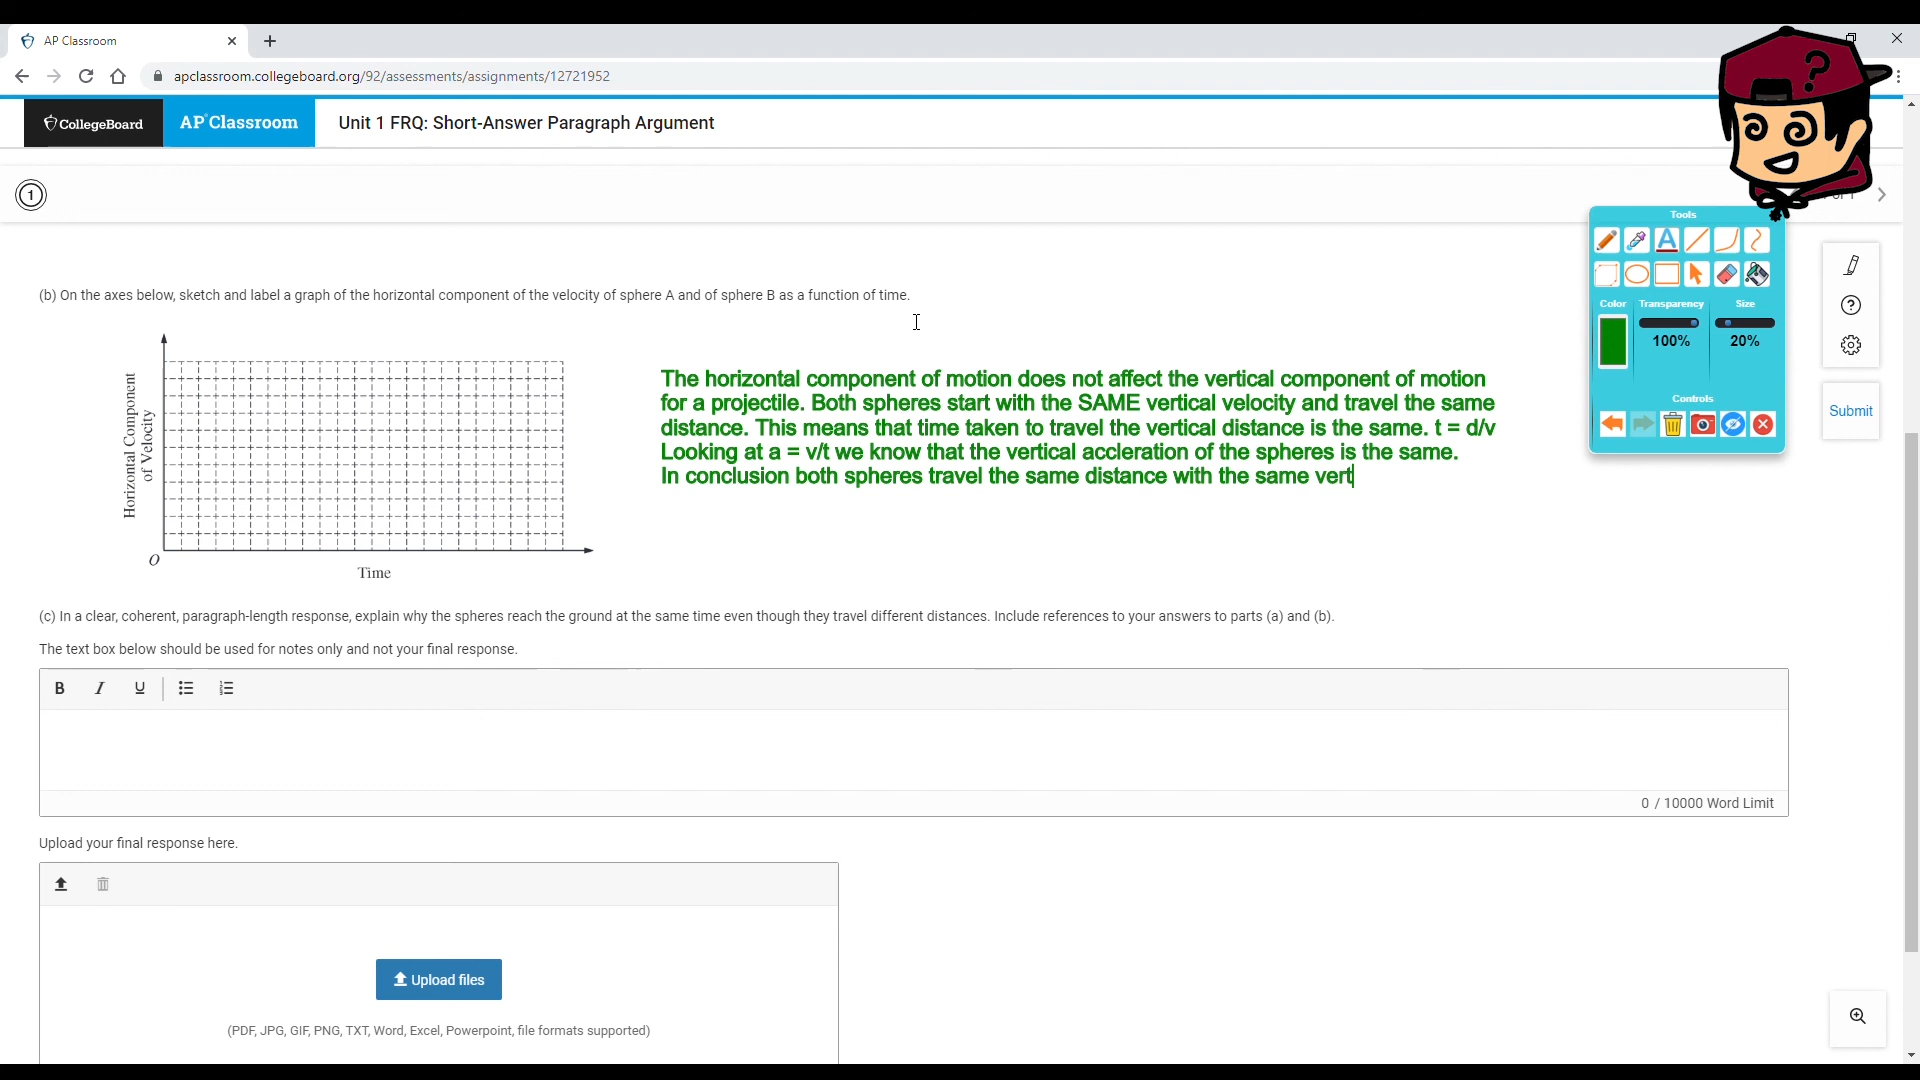 AP Classroom
apclassroom.collegeboard.org/92/assessments/assignments/12721952
CollegeBoard
AP Classroom
Unit 1 FRQ: Short-Answer Paragraph Argument
1
?
Tools
(b) On the axes below, sketch and label a graph of the horizontal component of the velocity of sphere A and of sphere B as a function of time.
Horizontal Component
of Velocity
O
Time
The horizontal component of motion does not affect the vertical component of motion
for a projectile. Both spheres start with the SAME vertical velocity and travel the same
distance. This means that time taken to travel the vertical distance is the same. t = d/v
Looking at a = v/t we know that the vertical accleration of the spheres is the same.
In conclusion both spheres travel the same distance with the same vert
A
Color Transparency Size
100% 20%
Controls
?
Submit
(c) In a clear, coherent, paragraph-length response, explain why the spheres reach the ground at the same time even though they travel different distances. Include references to your answers to parts (a) and (b).
The text box below should be used for notes only and not your final response.
B I U
0 / 10000 Word Limit
Upload your final response here.
Upload files
(PDF, JPG, GIF, PNG, TXT, Word, Excel, Powerpoint, file formats supported)